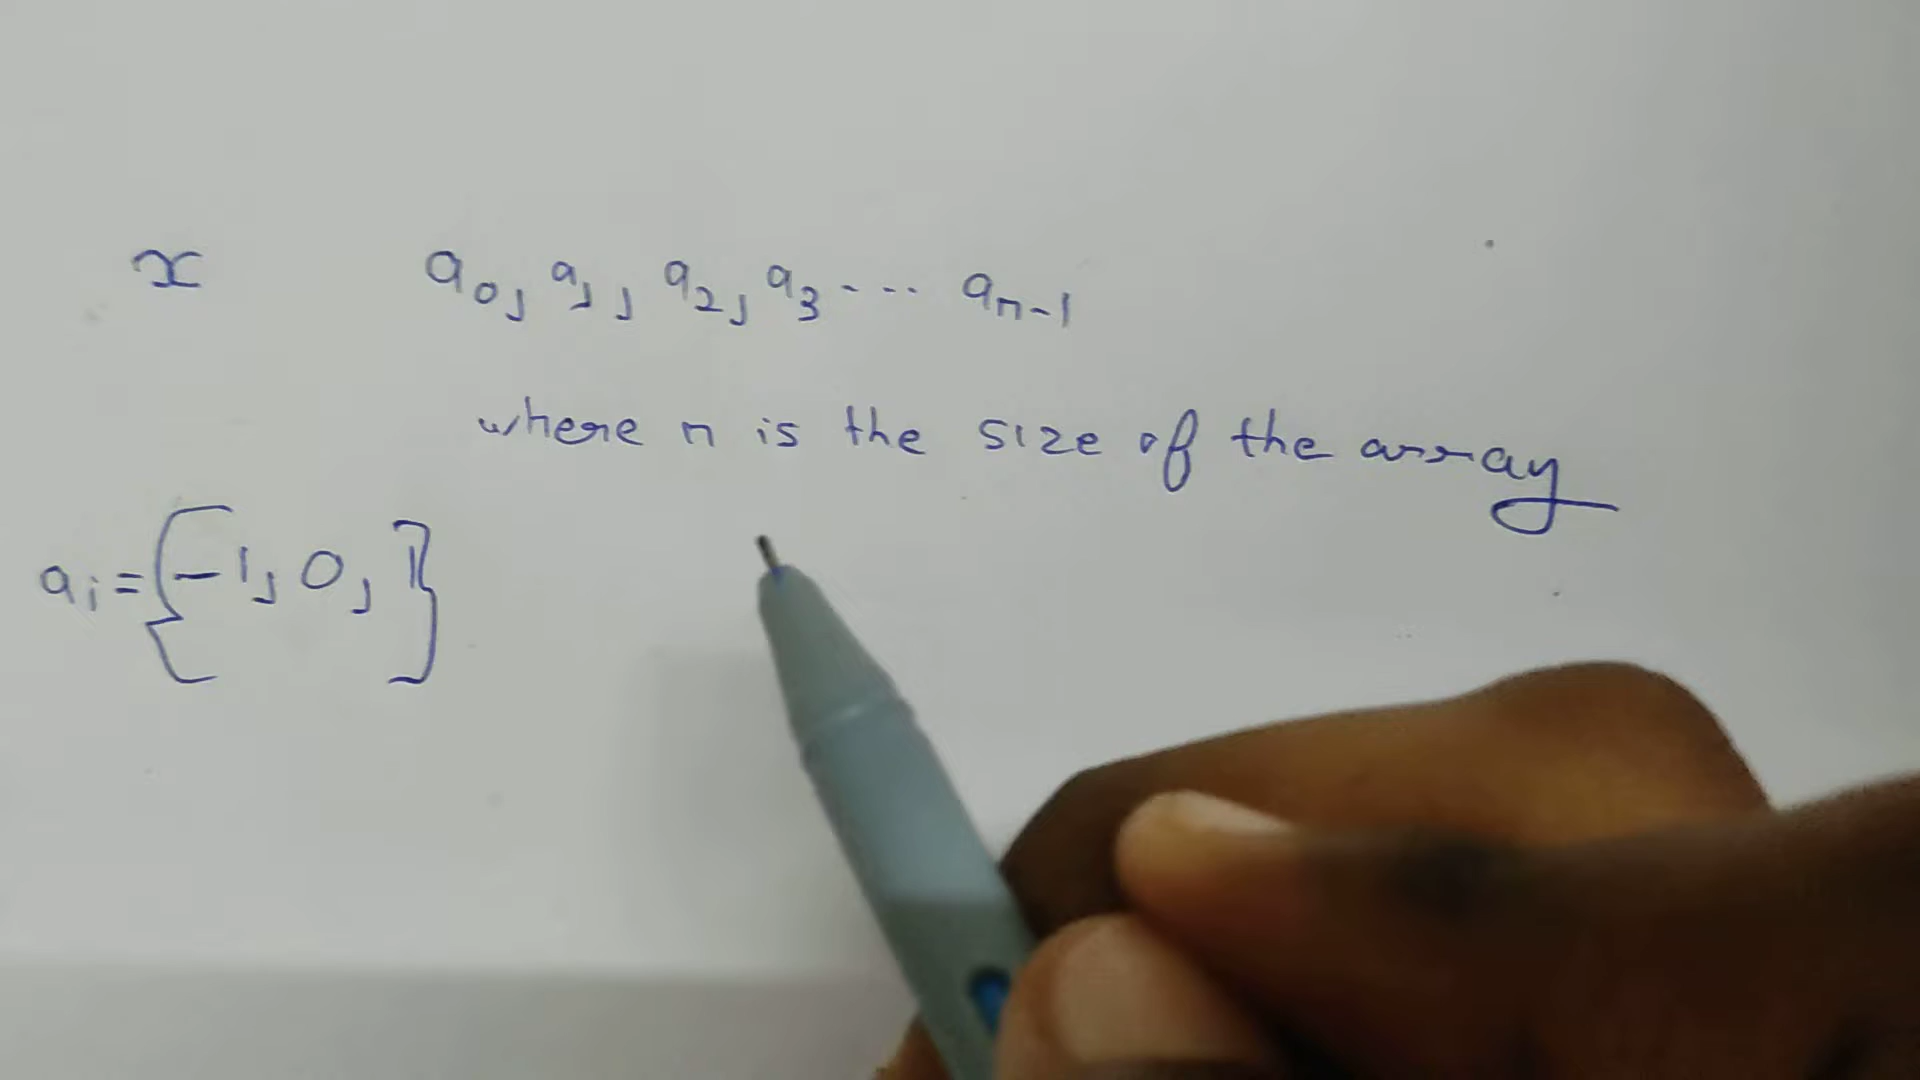 x a₀, a₁, a₂, a₃ .... aₙ₋₁
where n is the size of the array
aᵢ = {-1, 0, 1}